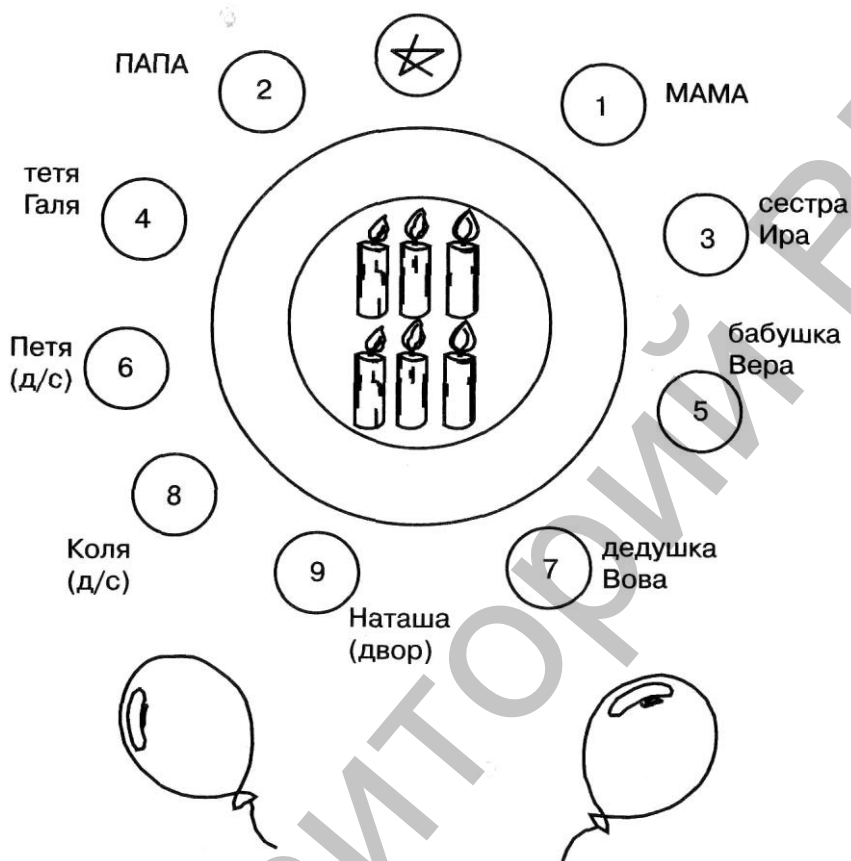 ПАПА
2
1
МАМА
тетя
Галя
4
3
сестра
Ира
Петя
(д/с)
6
бабушка
Вера
5
8
Коля
(д/с)
9
Наташа
(двор)
7
дедушка
Вова